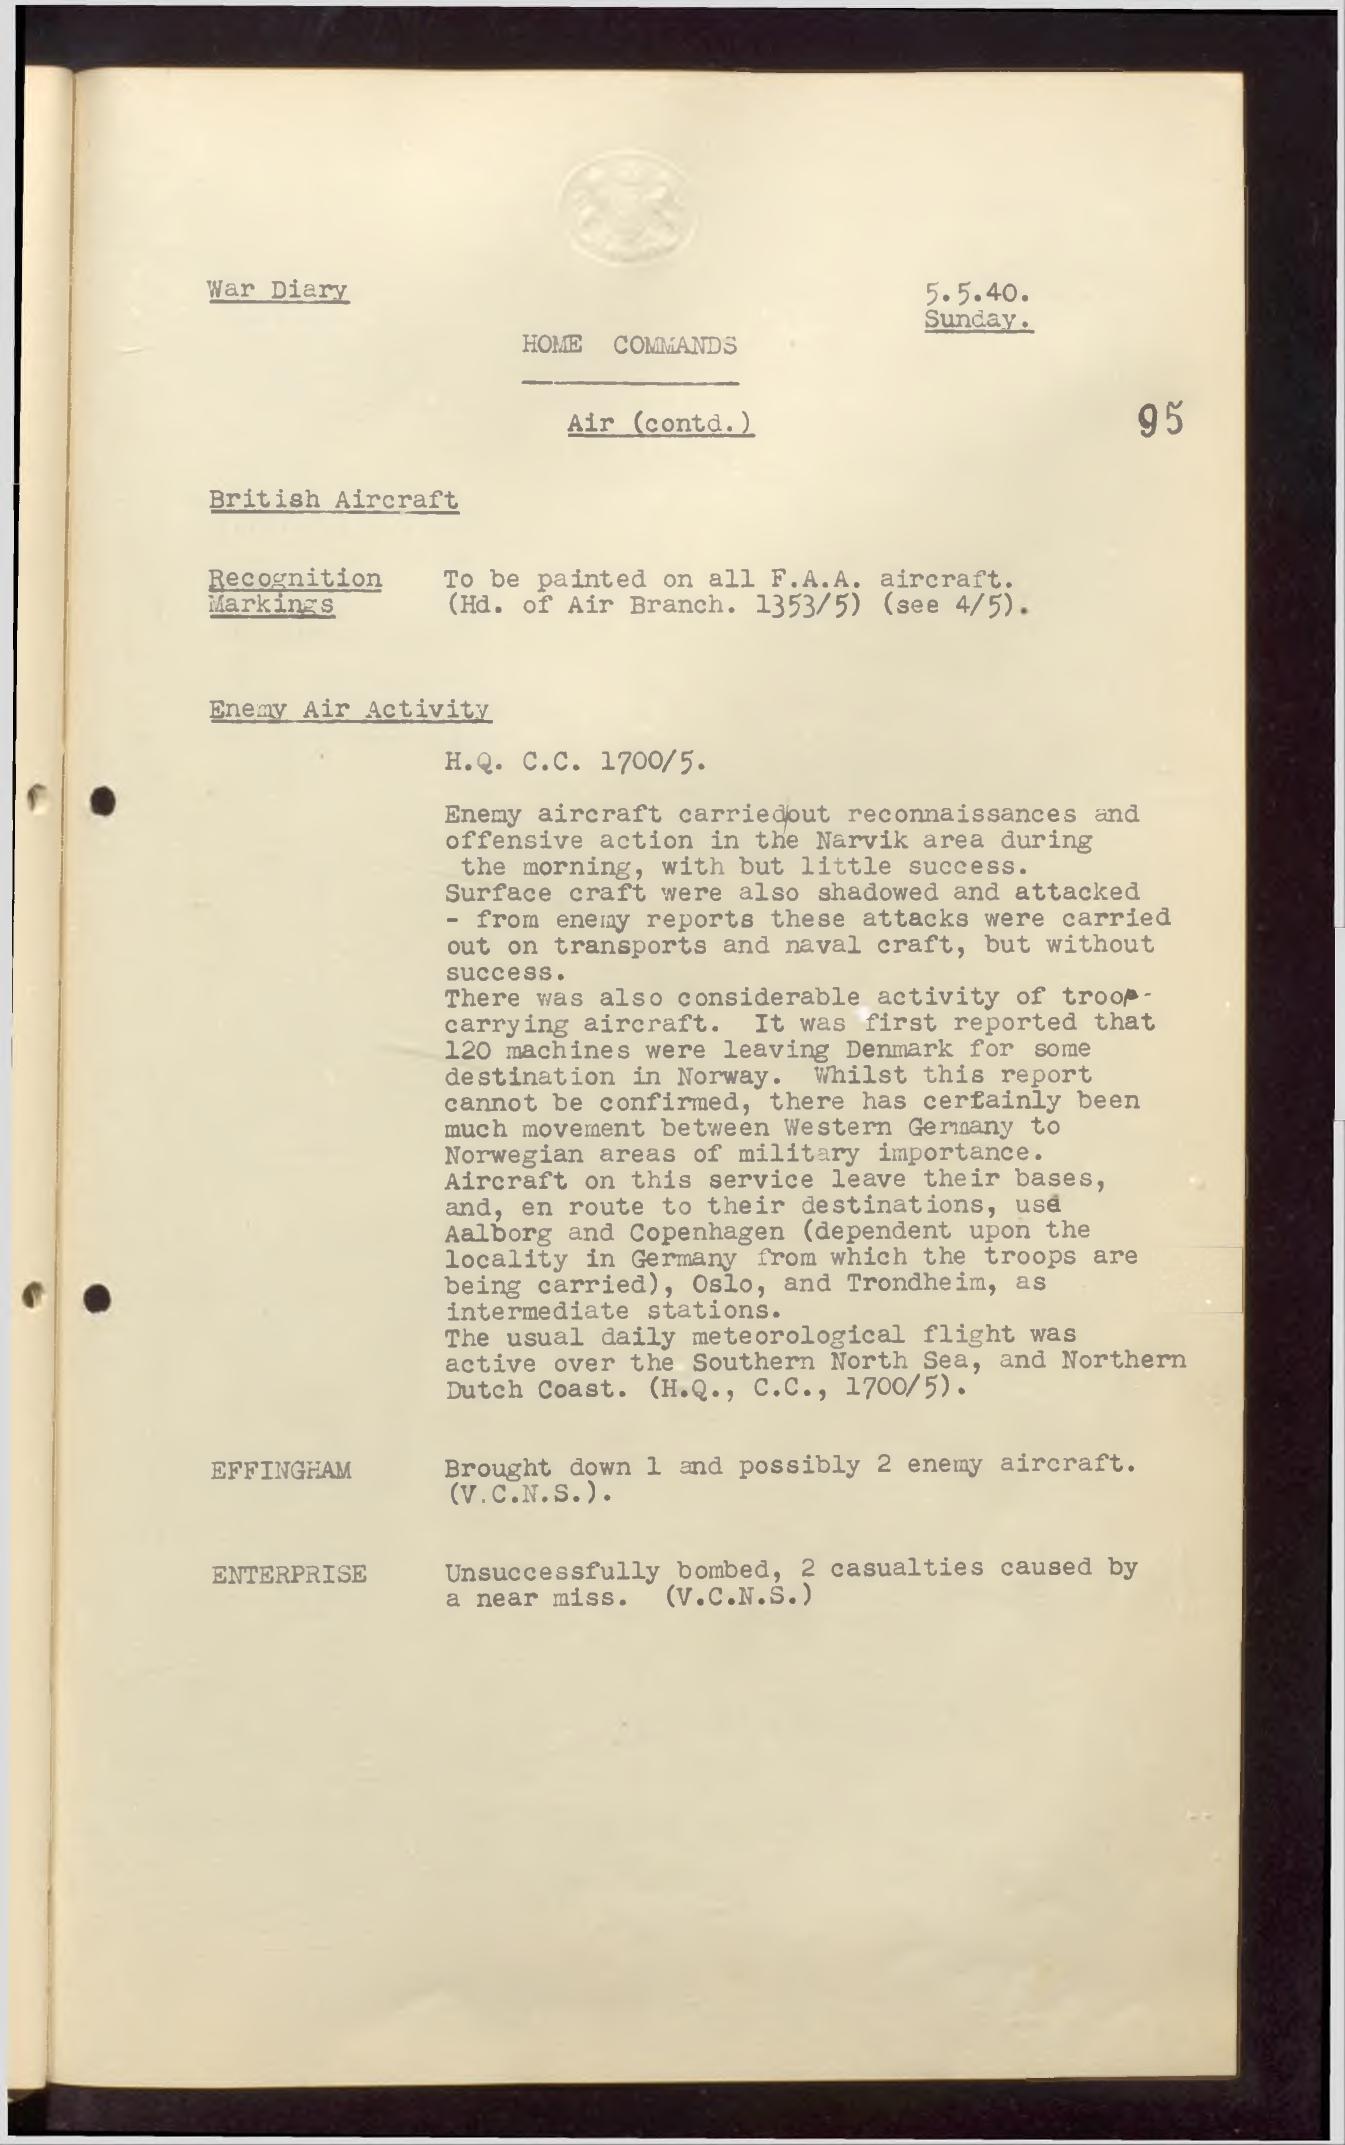 War Diary
5.5.40.
Sunday.
HOME COMMANDS
Air (contd.)
95
British Aircraft
Recognition Markings
To be painted on all F.A.A. aircraft.
(Hd. of Air Branch. 1353/5) (see 4/5).
Enemy Air Activity
H.Q. C.C. 1700/5.
Enemy aircraft carried/out reconnaissances and
offensive action in the Narvik area during
the morning, with but little success.
Surface craft were also shadowed and attacked
- from enemy reports these attacks were carried
out on transports and naval craft, but without
success.
There was also considerable activity of troop-
carrying aircraft. It was first reported that
120 machines were leaving Denmark for some
destination in Norway. Whilst this report
cannot be confirmed, there has certainly been
much movement between Western Germany to
Norwegian areas of military importance.
Aircraft on this service leave their bases,
and, en route to their destinations, use
Aalborg and Copenhagen (dependent upon the
locality in Germany from which the troops are
being carried), Oslo, and Trondheim, as
intermediate stations.
The usual daily meteorological flight was
active over the Southern North Sea, and Northern
Dutch Coast. (H.Q., C.C., 1700/5).
EFFINGHAM
Brought down 1 and possibly 2 enemy aircraft.
(V.C.N.S.).
ENTERPRISE
Unsuccessfully bombed, 2 casualties caused by
a near miss. (V.C.N.S.)